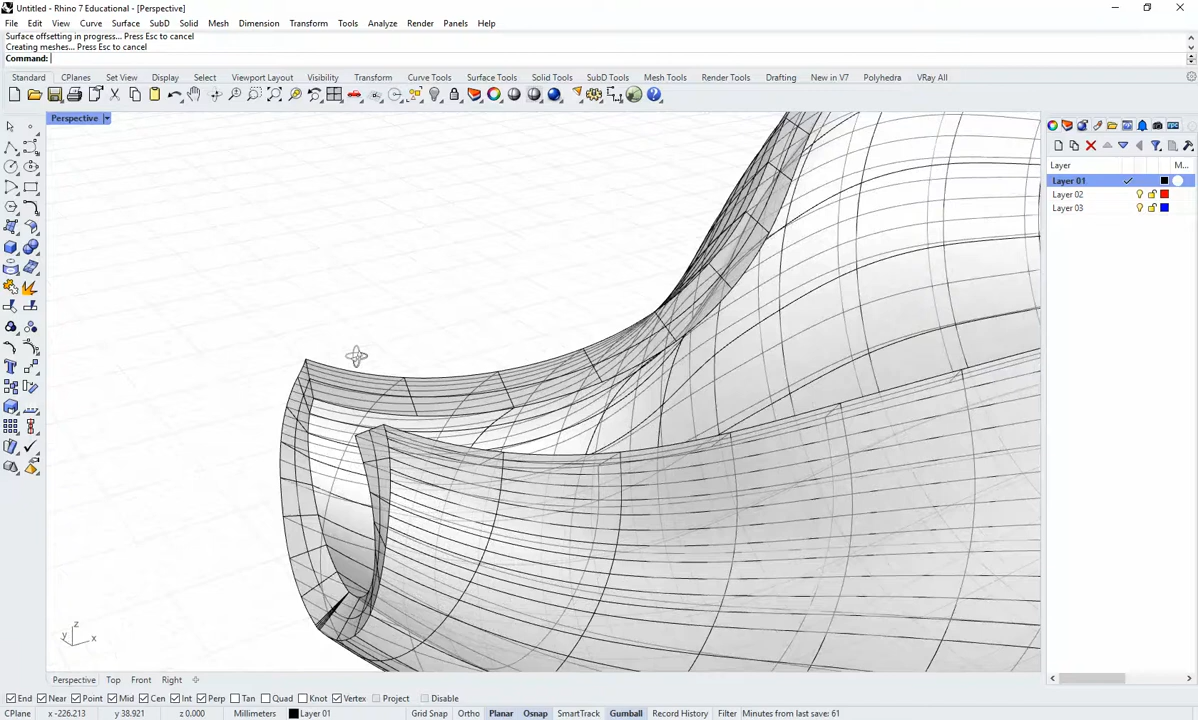 Untitled - Rhino 7 Educational - [Perspective]
File Edit View Curve Surface SubD Solid Mesh Dimension Transform Tools Analyze Render Panels Help
Surface offsetting in progress... Press Esc to cancel
Creating meshes... Press Esc to cancel
Command:
Standard CPlanes Set View Display Select Viewport Layout Visibility Transform Curve Tools Surface Tools Solid Tools SubD Tools Mesh Tools Render Tools Drafting New in V7 Polyhedra VRay All
Perspective
Layer M...
Layer 01
Layer 02
Layer 03
z
y x
Perspective Top Front Right
End Near Point Mid Cen Int Perp Tan Quad Knot Vertex Project Disable
CPlane x -226.213 y 38.921 z 0.000 Millimeters Layer 01 Grid Snap Ortho Planar Osnap SmartTrack Gumball Record History Filter Minutes from last save: 61